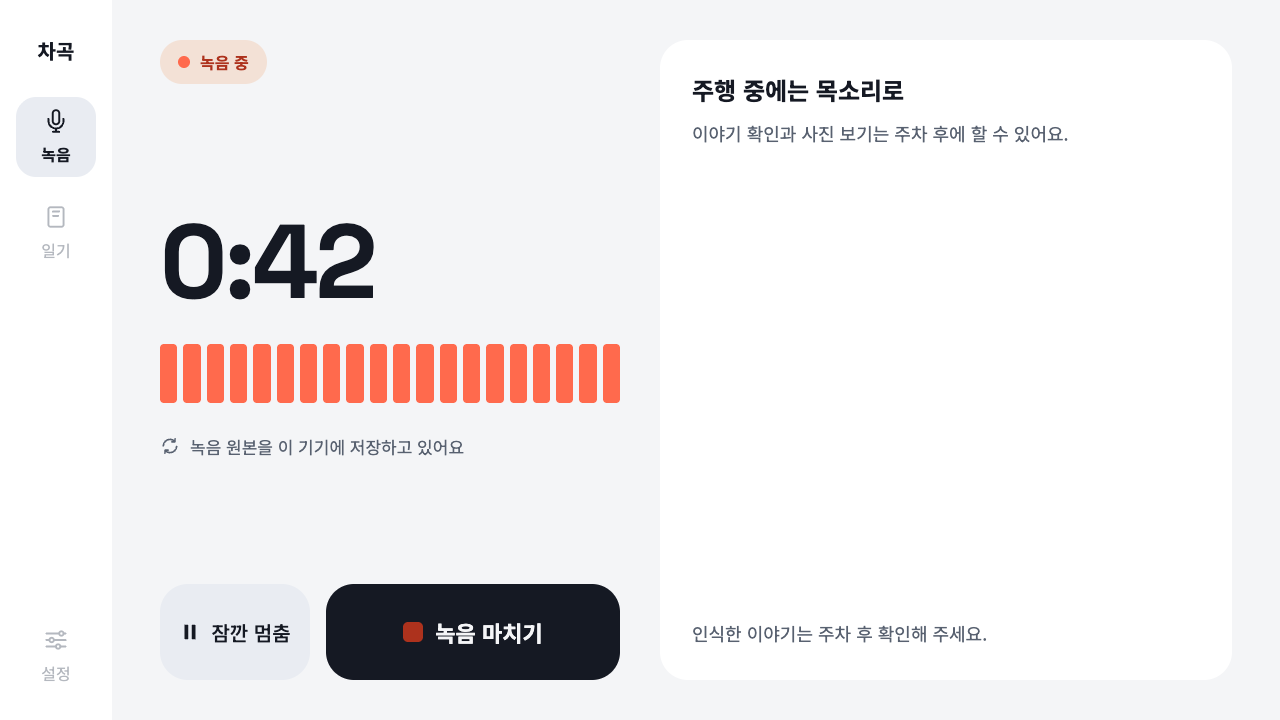 차곡
녹음
일기
설정
녹음 중
0:42
녹음 원본을 이 기기에 저장하고 있어요
잠깐 멈춤
녹음 마치기
주행 중에는 목소리로
이야기 확인과 사진 보기는 주차 후에 할 수 있어요.
인식한 이야기는 주차 후 확인해 주세요.